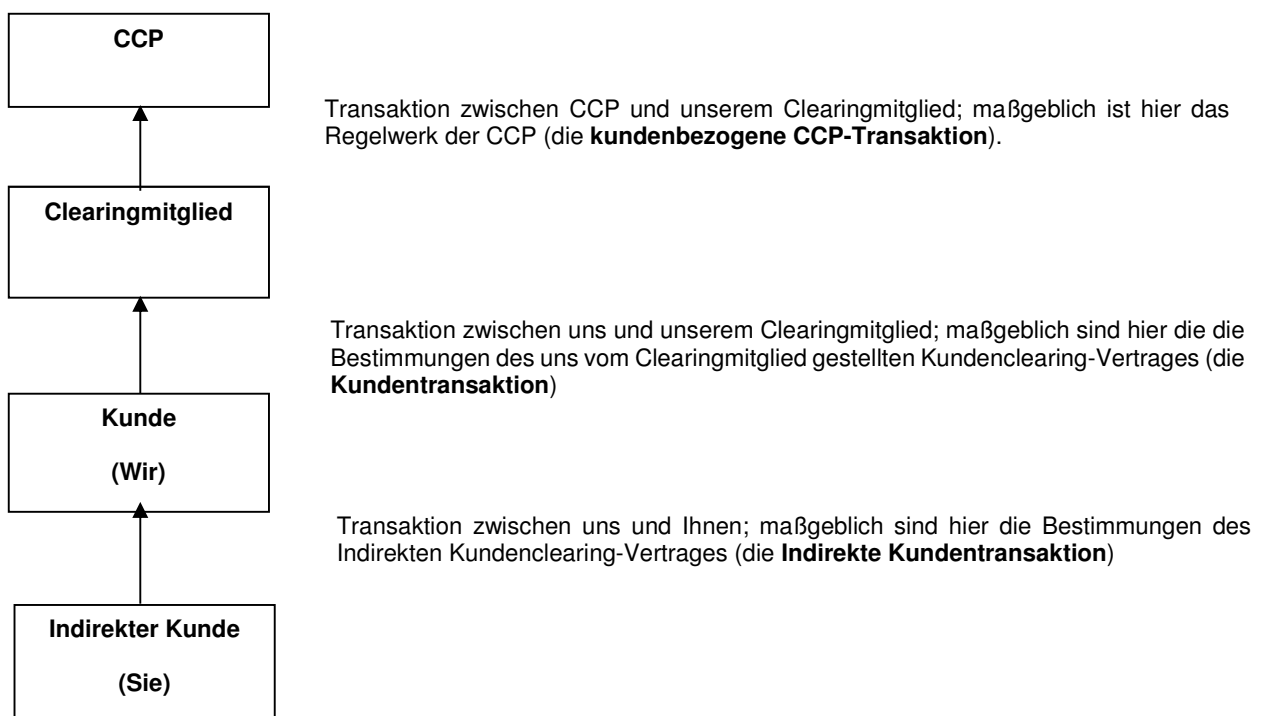 CCP
Transaktion zwischen CCP und unserem Clearingmitglied; maßgeblich ist hier das
Regelwerk der CCP (die kundenbezogene CCP-Transaktion).
Clearingmitglied
Transaktion zwischen uns und unserem Clearingmitglied; maßgeblich sind hier die die
Bestimmungen des uns vom Clearingmitglied gestellten Kundenclearing-Vertrages (die
Kundentransaktion)
Kunde
(Wir)
Transaktion zwischen uns und Ihnen; maßgeblich sind hier die Bestimmungen des
Indirekten Kundenclearing-Vertrages (die Indirekte Kundentransaktion)
Indirekter Kunde
(Sie)